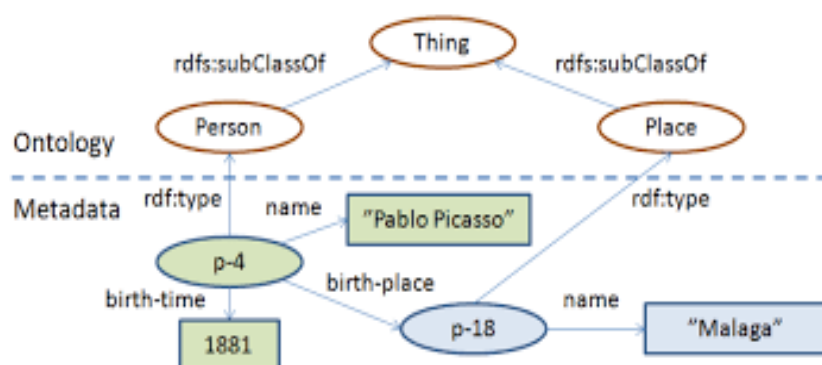 Thing
rdfs:subClassOf
rdfs:subClassOf
Person
Place
Ontology
Metadata
rdf:type
name
"Pablo Picasso"
rdf:type
p-4
birth-time
birth-place
name
1881
p-18
"Malaga"